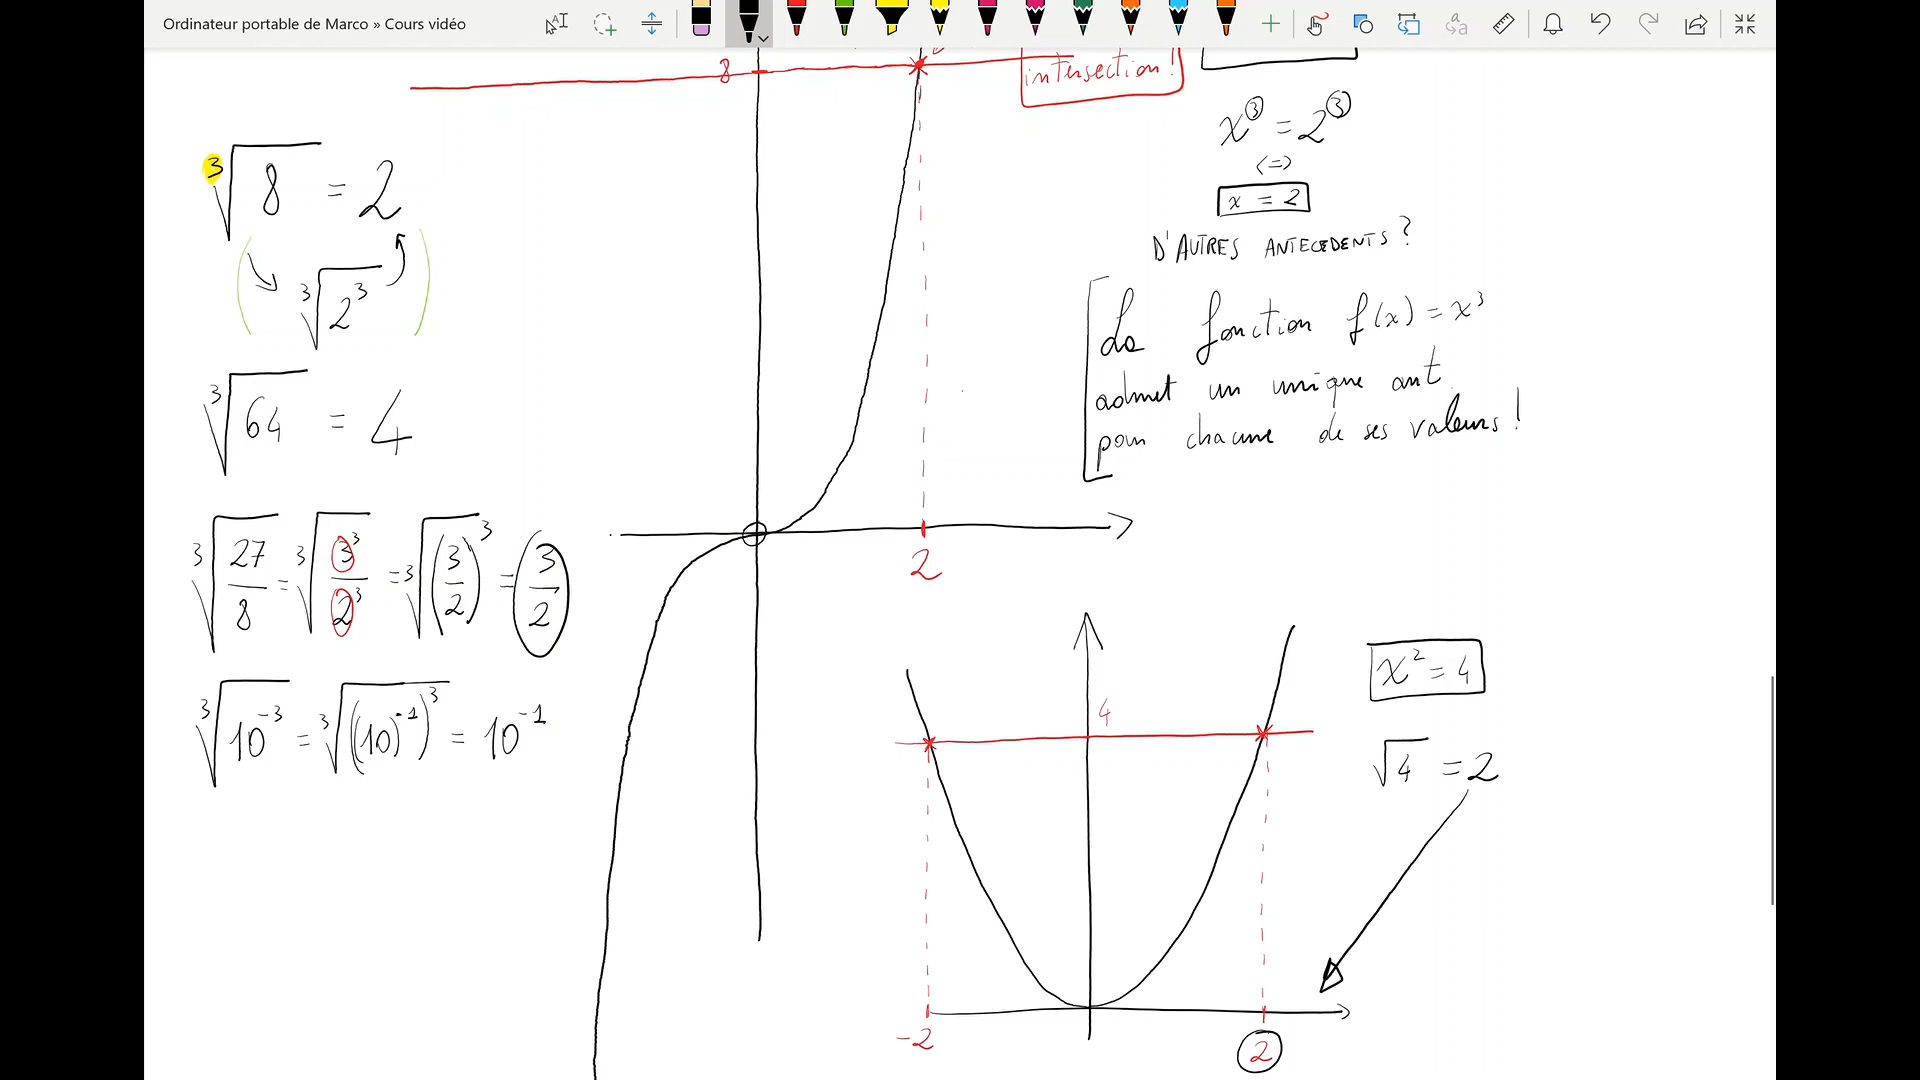 Ordinateur portable de Marco » Cours vidéo
8
intersection !
x³ = 2³
<=>
x = 2
D'AUTRES ANTECEDENTS ?
La fonction f(x) = x³
admet un unique ant.
pour chacune de ses valeurs !
³√8 = 2
( ³√2³ )
³√64 = 4
³√(27/8) = ³√(3³/2³) = ³√(3/2)³ = 3/2
³√10⁻³ = ³√((10)⁻¹)³ = 10⁻¹
2
x² = 4
4
√4 = 2
-2
2